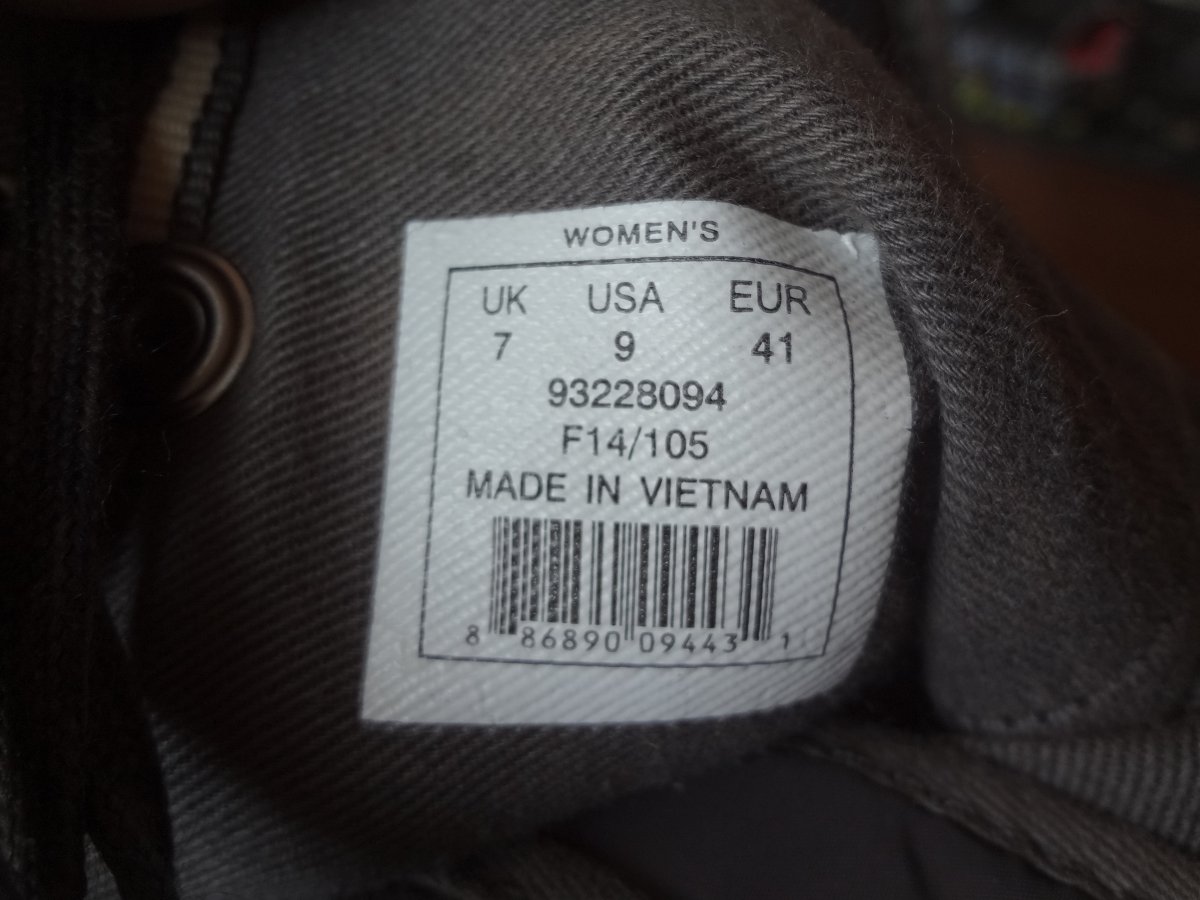 WOMEN'S
UK USA EUR
7 9 41
93228094
F14/105
MADE IN VIETNAM
8 86890 09443 1